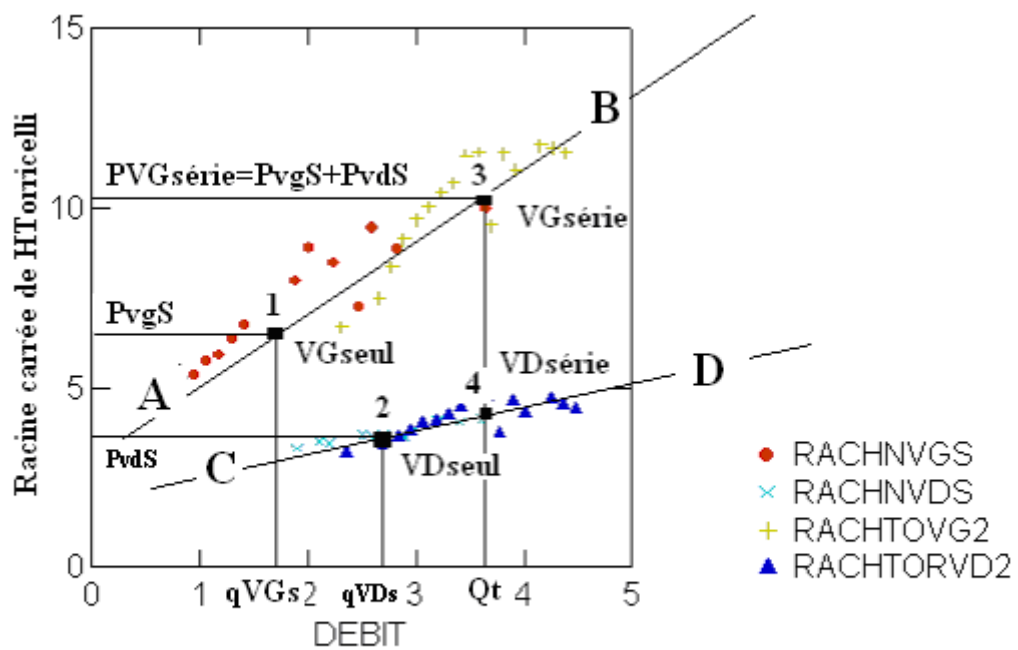 15
10
5
0
Racine carrée de HTorricelli
PVGsérie=PvgS+PvdS
3
B
VGsérie
PvgS
1
VGseul
A
VDsérie
4
D
2
PvdS
C
VDseul
0
1
qVGs
2
qVDs
3
Qt
4
5
DEBIT
RACHNVGS
RACHNVDS
RACHTOVG2
RACHTORVD2